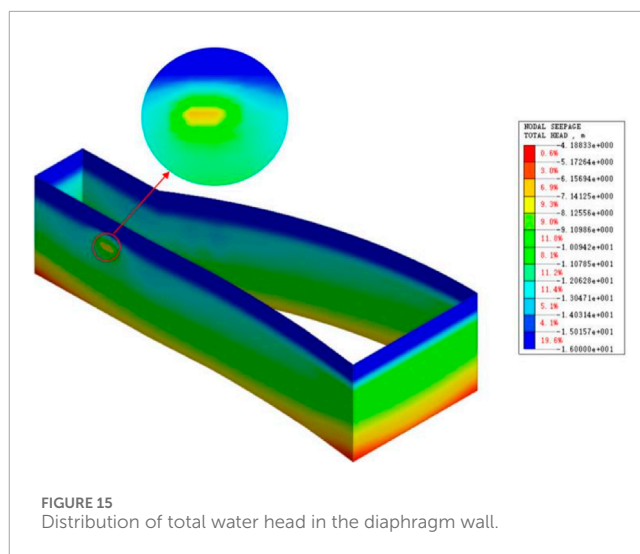 NODAL SEEPAGE
TOTAL HEAD , m
-4.18833e+000
0.6%
-5.17264e+000
3.0%
-6.15694e+000
6.9%
-7.14125e+000
9.3%
-8.12556e+000
9.0%
-9.10986e+000
11.0%
-1.00942e+001
8.1%
-1.10785e+001
11.2%
-1.20628e+001
11.4%
-1.30471e+001
5.1%
-1.40314e+001
4.1%
-1.50157e+001
19.6%
-1.60000e+001
FIGURE 15
Distribution of total water head in the diaphragm wall.